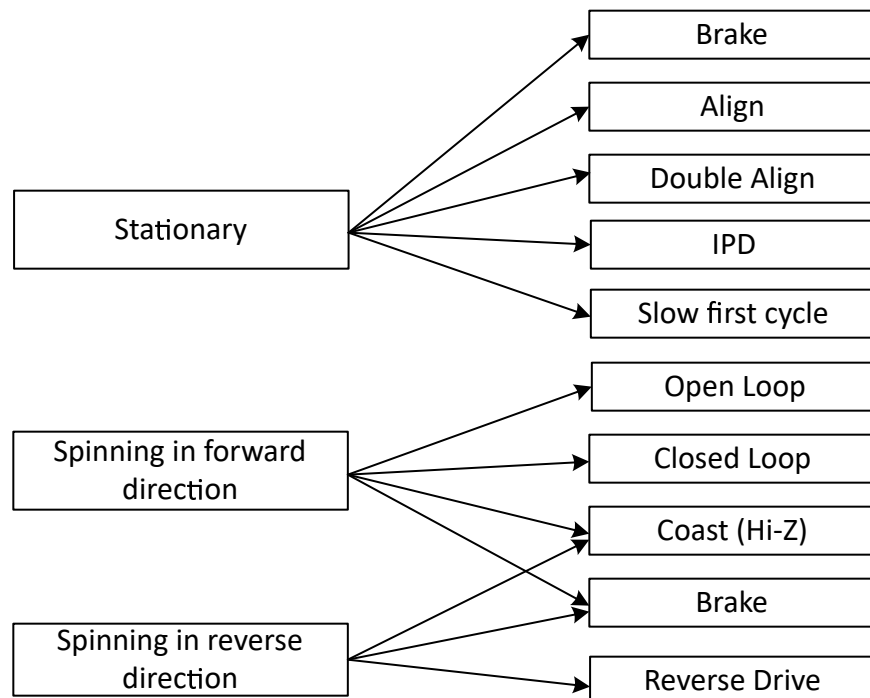 Brake
Align
Double Align
Stationary
IPD
Slow first cycle
Open Loop
Spinning in forward
direction
Closed Loop
Coast (Hi-Z)
Brake
Spinning in reverse
direction
Reverse Drive